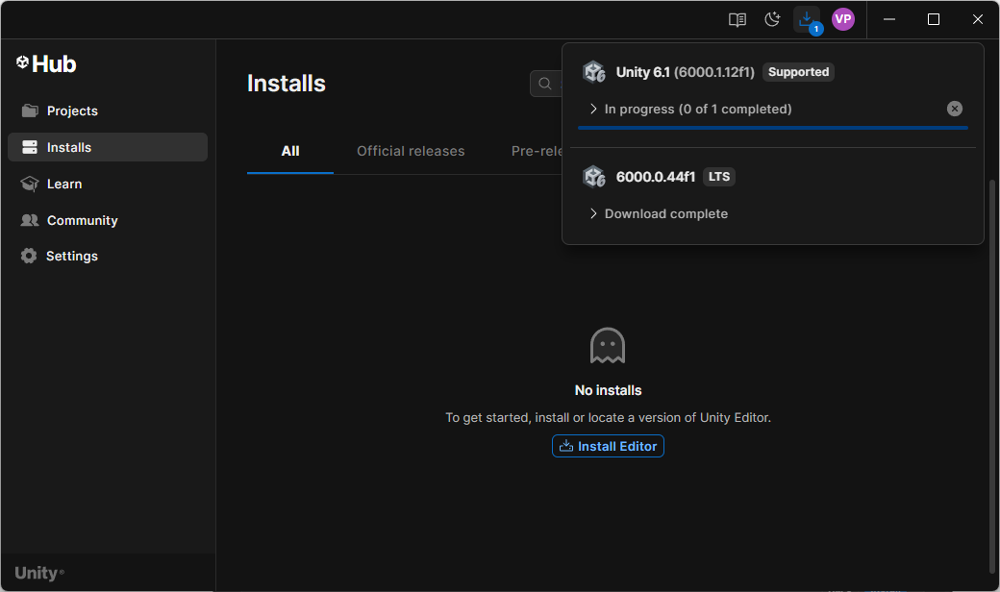 1
VP
Hub
Projects
Installs
Learn
Community
Settings
Unity®
Installs
All
Official releases
Pre-rele
No installs
To get started, install or locate a version of Unity Editor.
Install Editor
Unity 6.1 (6000.1.12f1) Supported
In progress (0 of 1 completed)
6000.0.44f1 LTS
Download complete